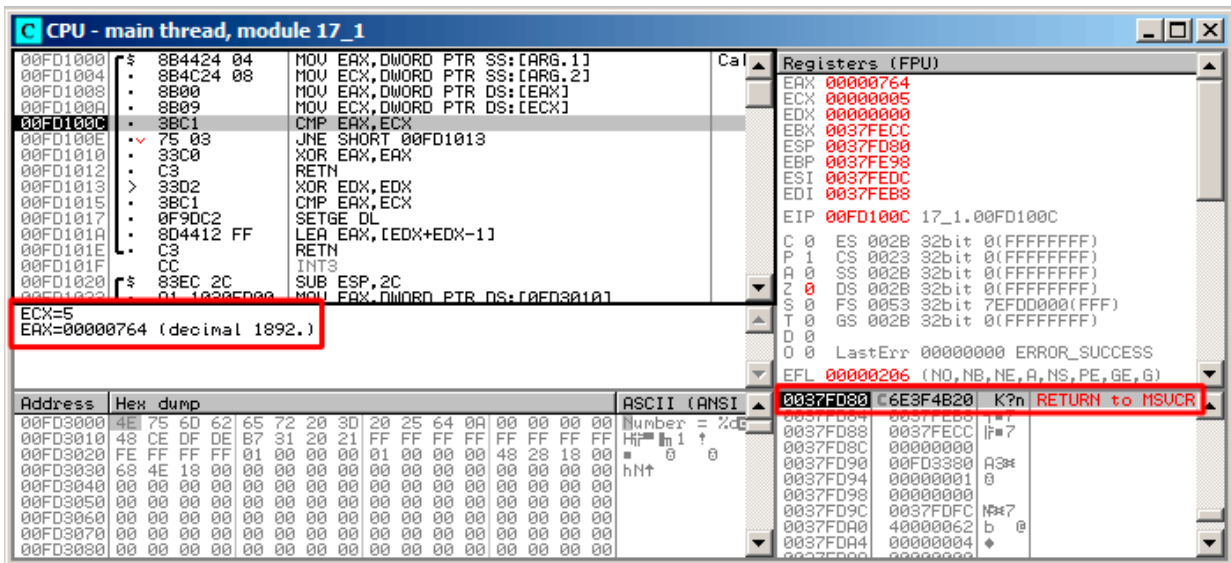 C CPU - main thread, module 17_1
00FD1000 $ 8B4424 04 MOV EAX,DWORD PTR SS:[ARG.1] Cal
00FD1004 . 8B4C24 08 MOV ECX,DWORD PTR SS:[ARG.2]
00FD1008 . 8B00 MOV EAX,DWORD PTR DS:[EAX]
00FD100A . 8B09 MOV ECX,DWORD PTR DS:[ECX]
00FD100C . 3BC1 CMP EAX,ECX
00FD100E . 75 03 JNE SHORT 00FD1013
00FD1010 . 33C0 XOR EAX,EAX
00FD1012 . C3 RETN
00FD1013 > 33D2 XOR EDX,EDX
00FD1015 . 3BC1 CMP EAX,ECX
00FD1017 . 0F9DC2 SETGE DL
00FD101A . 8D4412 FF LEA EAX,[EDX+EDX-1]
00FD101E . C3 RETN
00FD101F CC INT3
00FD1020 $ 83EC 2C SUB ESP,2C
MOV EAX,DWORD PTR DS:[0FD3010]
ECX=5
EAX=00000764 (decimal 1892.)
Registers (FPU)
EAX 00000764
ECX 00000005
EDX 00000000
EBX 0037FECC
ESP 0037FD80
EBP 0037FE98
ESI 0037FEDC
EDI 0037FEB8
EIP 00FD100C 17_1.00FD100C
C 0 ES 002B 32bit 0(FFFFFFFF)
P 1 CS 0023 32bit 0(FFFFFFFF)
A 0 SS 002B 32bit 0(FFFFFFFF)
Z 0 DS 002B 32bit 0(FFFFFFFF)
S 0 FS 0053 32bit 7EFDD000(FFF)
T 0 GS 002B 32bit 0(FFFFFFFF)
D 0
O 0 LastErr 00000000 ERROR_SUCCESS
EFL 00000206 (NO,NB,NE,A,NS,PE,GE,G)
Address Hex dump ASCII (ANSI
00FD3000 4E 75 6D 62 65 72 20 3D 20 25 64 0A 00 00 00 00 Number = %d
00FD3010 48 CE DF DE B7 31 20 21 FF FF FF FF FF FF FF FF
00FD3020 FE FF FF FF 01 00 00 00 01 00 00 00 48 28 18 00
00FD3030 68 4E 18 00 00 00 00 00 00 00 00 00 00 00 00 00 hN↑
00FD3040 00 00 00 00 00 00 00 00 00 00 00 00 00 00 00 00
00FD3050 00 00 00 00 00 00 00 00 00 00 00 00 00 00 00 00
00FD3060 00 00 00 00 00 00 00 00 00 00 00 00 00 00 00 00
00FD3070 00 00 00 00 00 00 00 00 00 00 00 00 00 00 00 00
00FD3080 00 00 00 00 00 00 00 00 00 00 00 00 00 00 00 00
0037FD80 C6E3F4B20 K?n RETURN to MSVCR
0037FD84 0037FEB8
0037FD88 0037FECC
0037FD8C 00000000
0037FD90 00FD3380
0037FD94 00000001
0037FD98 00000000
0037FD9C 0037FDFC
0037FDA0 40000062 b @
0037FDA4 00000004 ♦